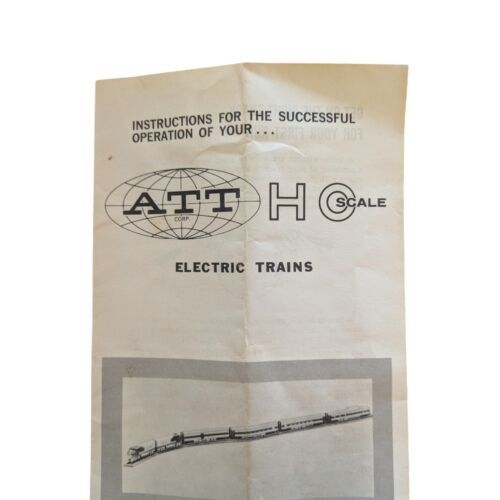 INSTRUCTIONS FOR THE SUCCESSFUL
OPERATION OF YOUR...
ATT
CORP.
HO SCALE
ELECTRIC TRAINS